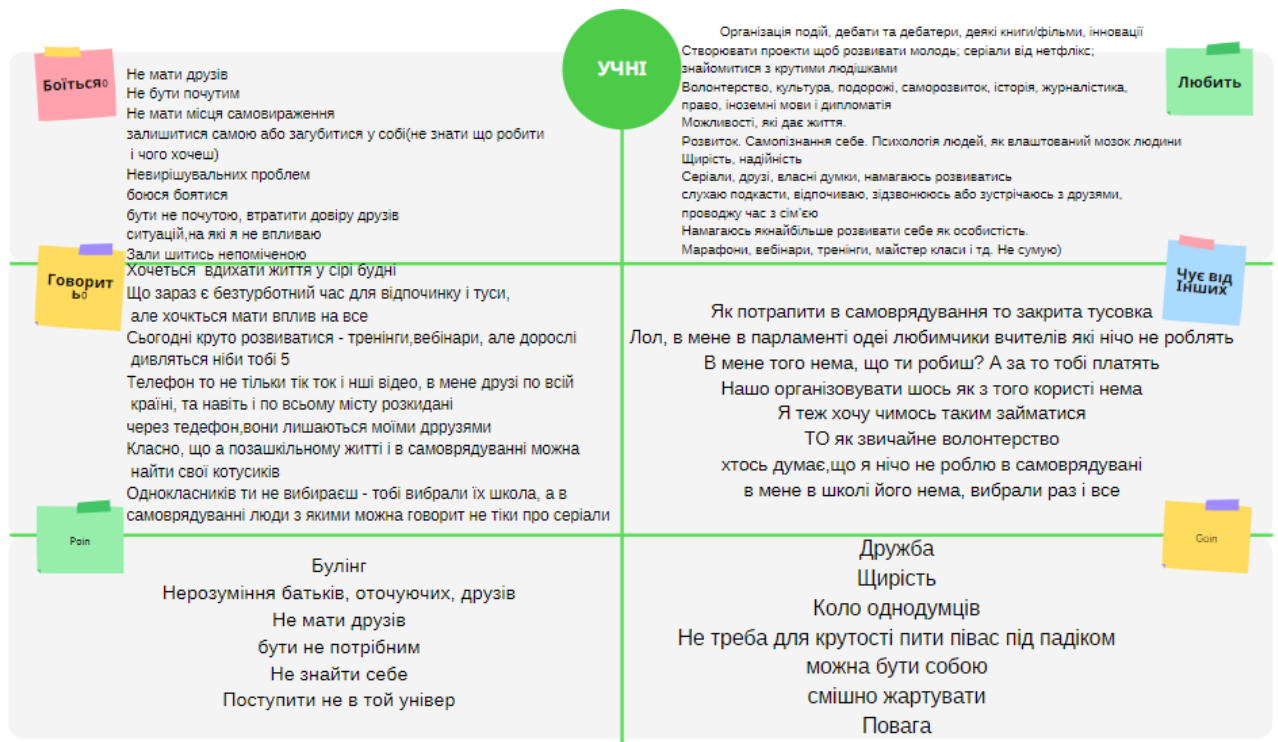 УЧНІ
Боїться0
Не мати друзів
Не бути почутим
Не мати місця самовираження
залишитися самою або загубитися у собі(не знати що робити
і чого хочеш)
Невирішувальних проблем
боюся боятися
бути не почутою, втратити довіру друзів
ситуацій,на які я не впливаю
Зали шитись непоміченою
Любить
Організація подій, дебати та дебатери, деякі книги/фільми, інновації
Створювати проекти щоб розвивати молодь; серіали від нетфлікс;
знайомитися з крутими людішками
Волонтерство, культура, подорожі, саморозвиток, історія, журналістика,
право, іноземні мови і дипломатія
Можливості, які дає життя.
Розвиток. Самопізнання себе. Психологія людей, як влаштований мозок людини
Щирість, надійність
Серіали, друзі, власні думки, намагаюсь розвиватись
слухаю подкасти, відпочиваю, зідзвонююсь або зустрічаюсь з друзями,
проводжу час з сім'єю
Намагаюсь якнайбільше розвивати себе як особистість.
Марафони, вебінари, тренінги, майстер класи і тд. Не сумую)
Говорит
ь0
Хочеться вдихати життя у сірі будні
Що зараз є безтурботний час для відпочинку і туси,
але хочкться мати вплив на все
Сьогодні круто розвиватися - тренінги,вебінари, але дорослі
дивляться ніби тобі 5
Телефон то не тільки тік ток і нші відео, в мене друзі по всій
країні, та навіть і по всьому місту розкидані
через тедефон,вони лишаються моїми дррузями
Класно, що а позашкільному житті і в самоврядуванні можна
найти свої котусиків
Однокласників ти не вибираєш - тобі вибрали їх школа, а в
самоврядуванні люди з якими можна говорит не тіки про серіали
Чує від
Інших
Як потрапити в самоврядування то закрита тусовка
Лол, в мене в парламенті одеі любимчики вчителів які нічо не роблять
В мене того нема, що ти робиш? А за то тобі платять
Нашо організовувати шось як з того користі нема
Я теж хочу чимось таким займатися
ТО як звичайне волонтерство
хтось думає,що я нічо не роблю в самоврядувані
в мене в школі його нема, вибрали раз і все
Pain
Булінг
Нерозуміння батьків, оточуючих, друзів
Не мати друзів
бути не потрібним
Не знайти себе
Поступити не в той універ
Gain
Дружба
Щирість
Коло однодумців
Не треба для крутості пити півас під падіком
можна бути собою
смішно жартувати
Повага